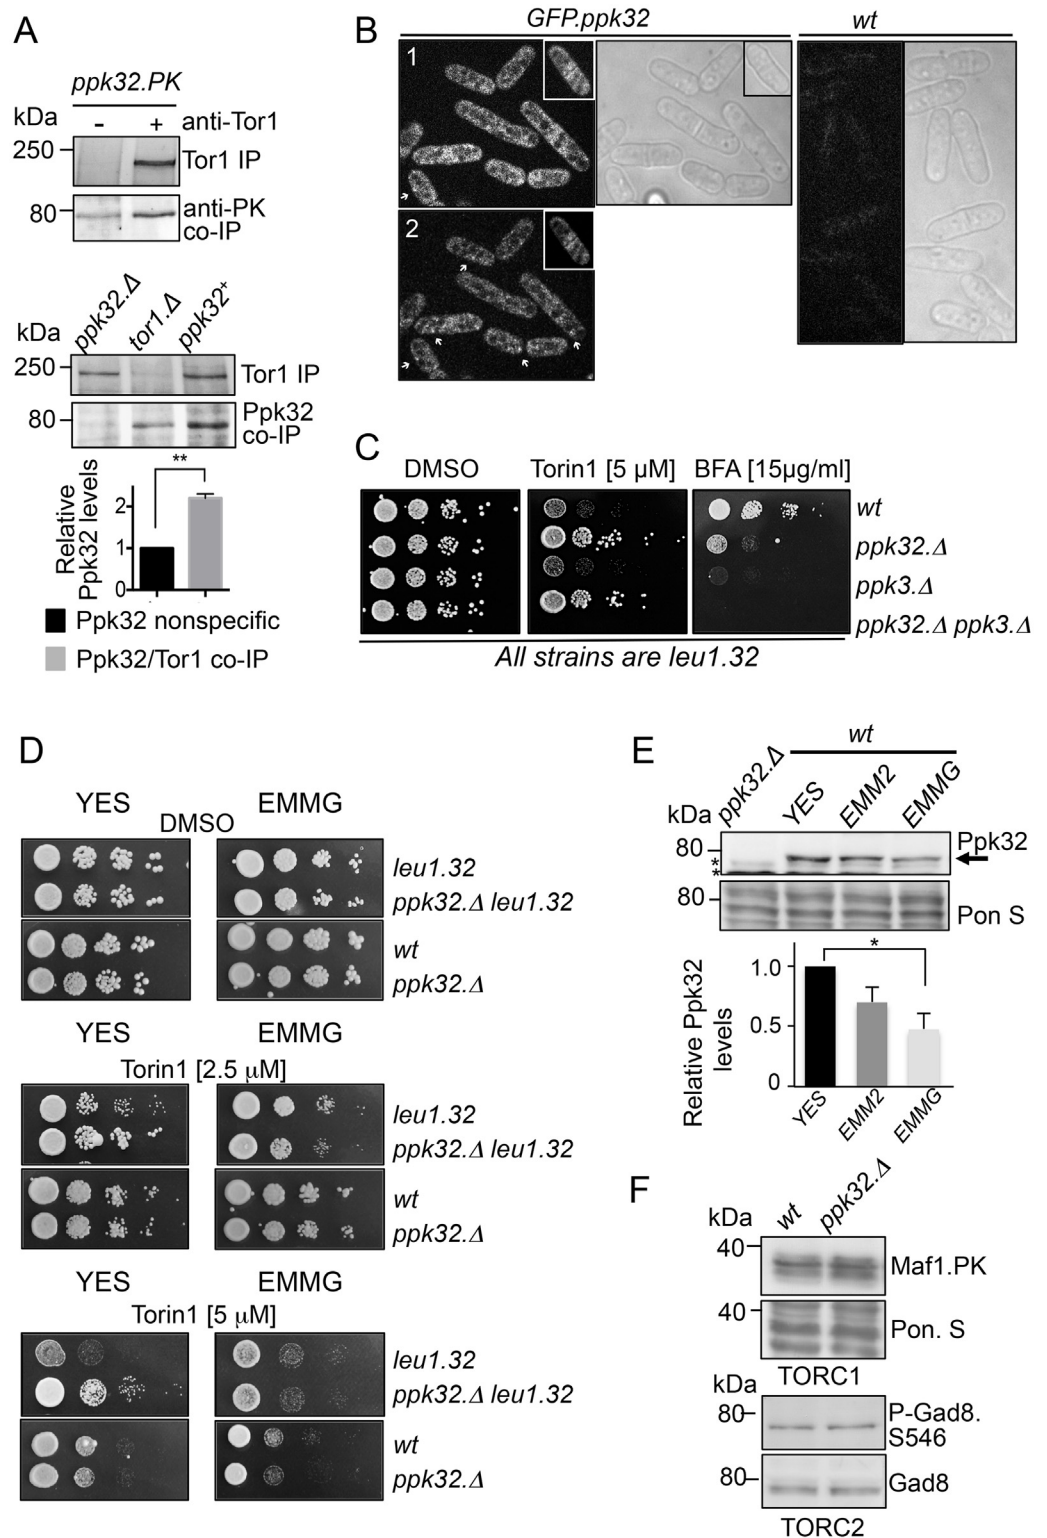 A
ppk32.PK
kDa
- + anti-Tor1
250
Tor1 IP
80
anti-PK
co-IP
kDa
ppk32.Δ
tor1.Δ
ppk32+
250
Tor1 IP
80
Ppk32
co-IP
**
Relative
Ppk32 levels
2
1
0
Ppk32 nonspecific
Ppk32/Tor1 co-IP
B
GFP.ppk32
wt
1
2
C
DMSO
Torin1 [5 μM]
BFA [15μg/ml]
wt
ppk32.Δ
ppk3.Δ
ppk32.Δ ppk3.Δ
All strains are leu1.32
D
YES
EMMG
DMSO
leu1.32
ppk32.Δ leu1.32
wt
ppk32.Δ
YES
EMMG
Torin1 [2.5 μM]
leu1.32
ppk32.Δ leu1.32
wt
ppk32.Δ
YES
EMMG
Torin1 [5 μM]
leu1.32
ppk32.Δ leu1.32
wt
ppk32.Δ
E
wt
kDa
ppk32.Δ
YES
EMM2
EMMG
80
*
*
Ppk32
80
Pon S
*
Relative Ppk32
levels
1.0
0.5
0
YES
EMM2
EMMG
F
kDa
wt
ppk32.Δ
40
Maf1.PK
40
Pon. S
TORC1
kDa
80
P-Gad8.
S546
80
Gad8
TORC2